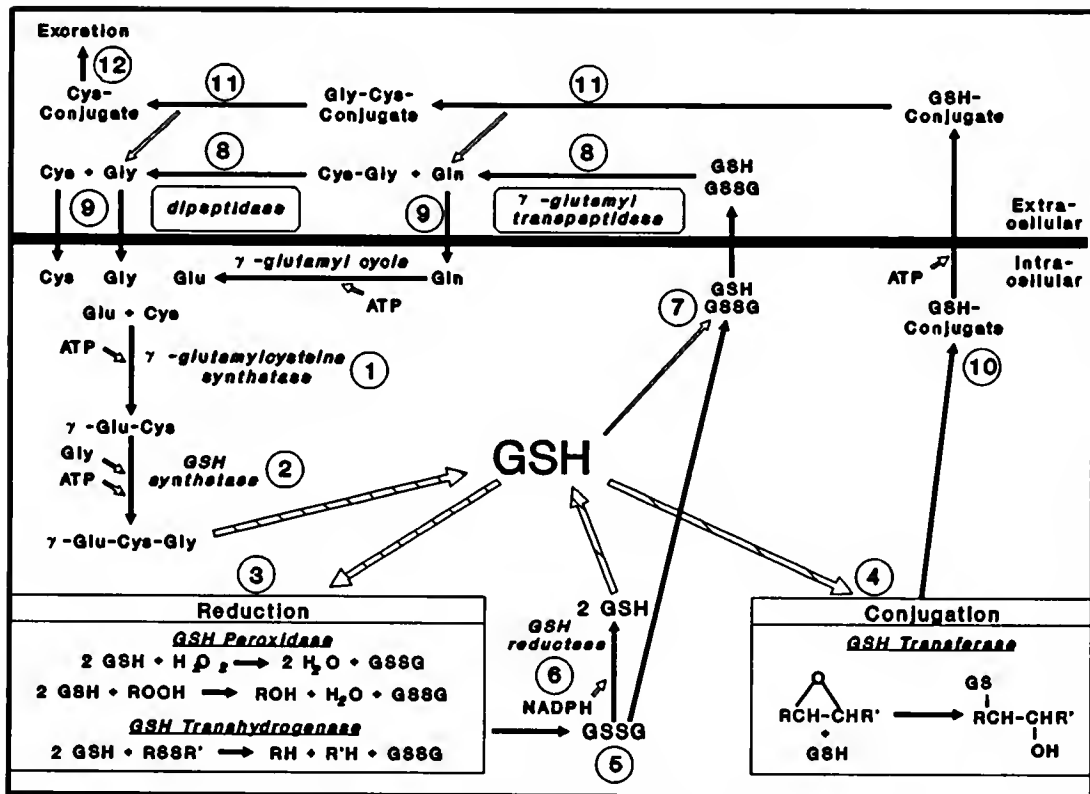 Excretion
12
11
11
Cys-
Conjugate
Gly-Cys-
Conjugate
GSH-
Conjugate
8
8
Cys + Gly
Cys-Gly + Gln
GSH
GSSG
9
dipeptidase
9
γ -glutamyl
transpeptidase
Extra-
cellular
Cys Gly Glu
γ -glutamyl cycle
Gln
ATP
Intra-
cellular
ATP
GSH
GSSG
7
GSH-
Conjugate
10
Glu + Cys
ATP
γ -glutamylcysteine
synthetase
1
γ -Glu-Cys
Gly
ATP
GSH
synthetase
2
γ -Glu-Cys-Gly
GSH
3
Reduction
GSH Peroxidase
2 GSH + H2O2 → 2 H2O + GSSG
2 GSH + ROOH → ROH + H2O + GSSG
GSH Transhydrogenase
2 GSH + RSSR' → RH + R'H + GSSG
2 GSH
GSH
reductase
6
NADPH
GSSG
5
4
Conjugation
GSH Transferase
O
RCH-CHR'
+
GSH
GS
RCH-CHR'
OH